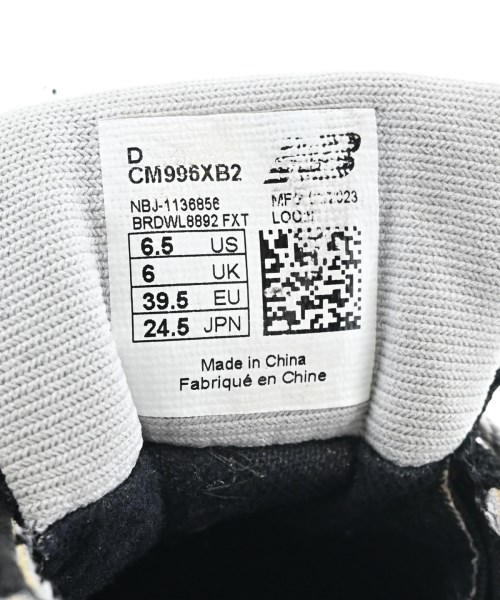 D
CM996XB2
NBJ-1136856
BRDWL8892 FXT
6.5 US
6 UK
39.5 EU
24.5 JPN
Made in China
Fabriqué en Chine